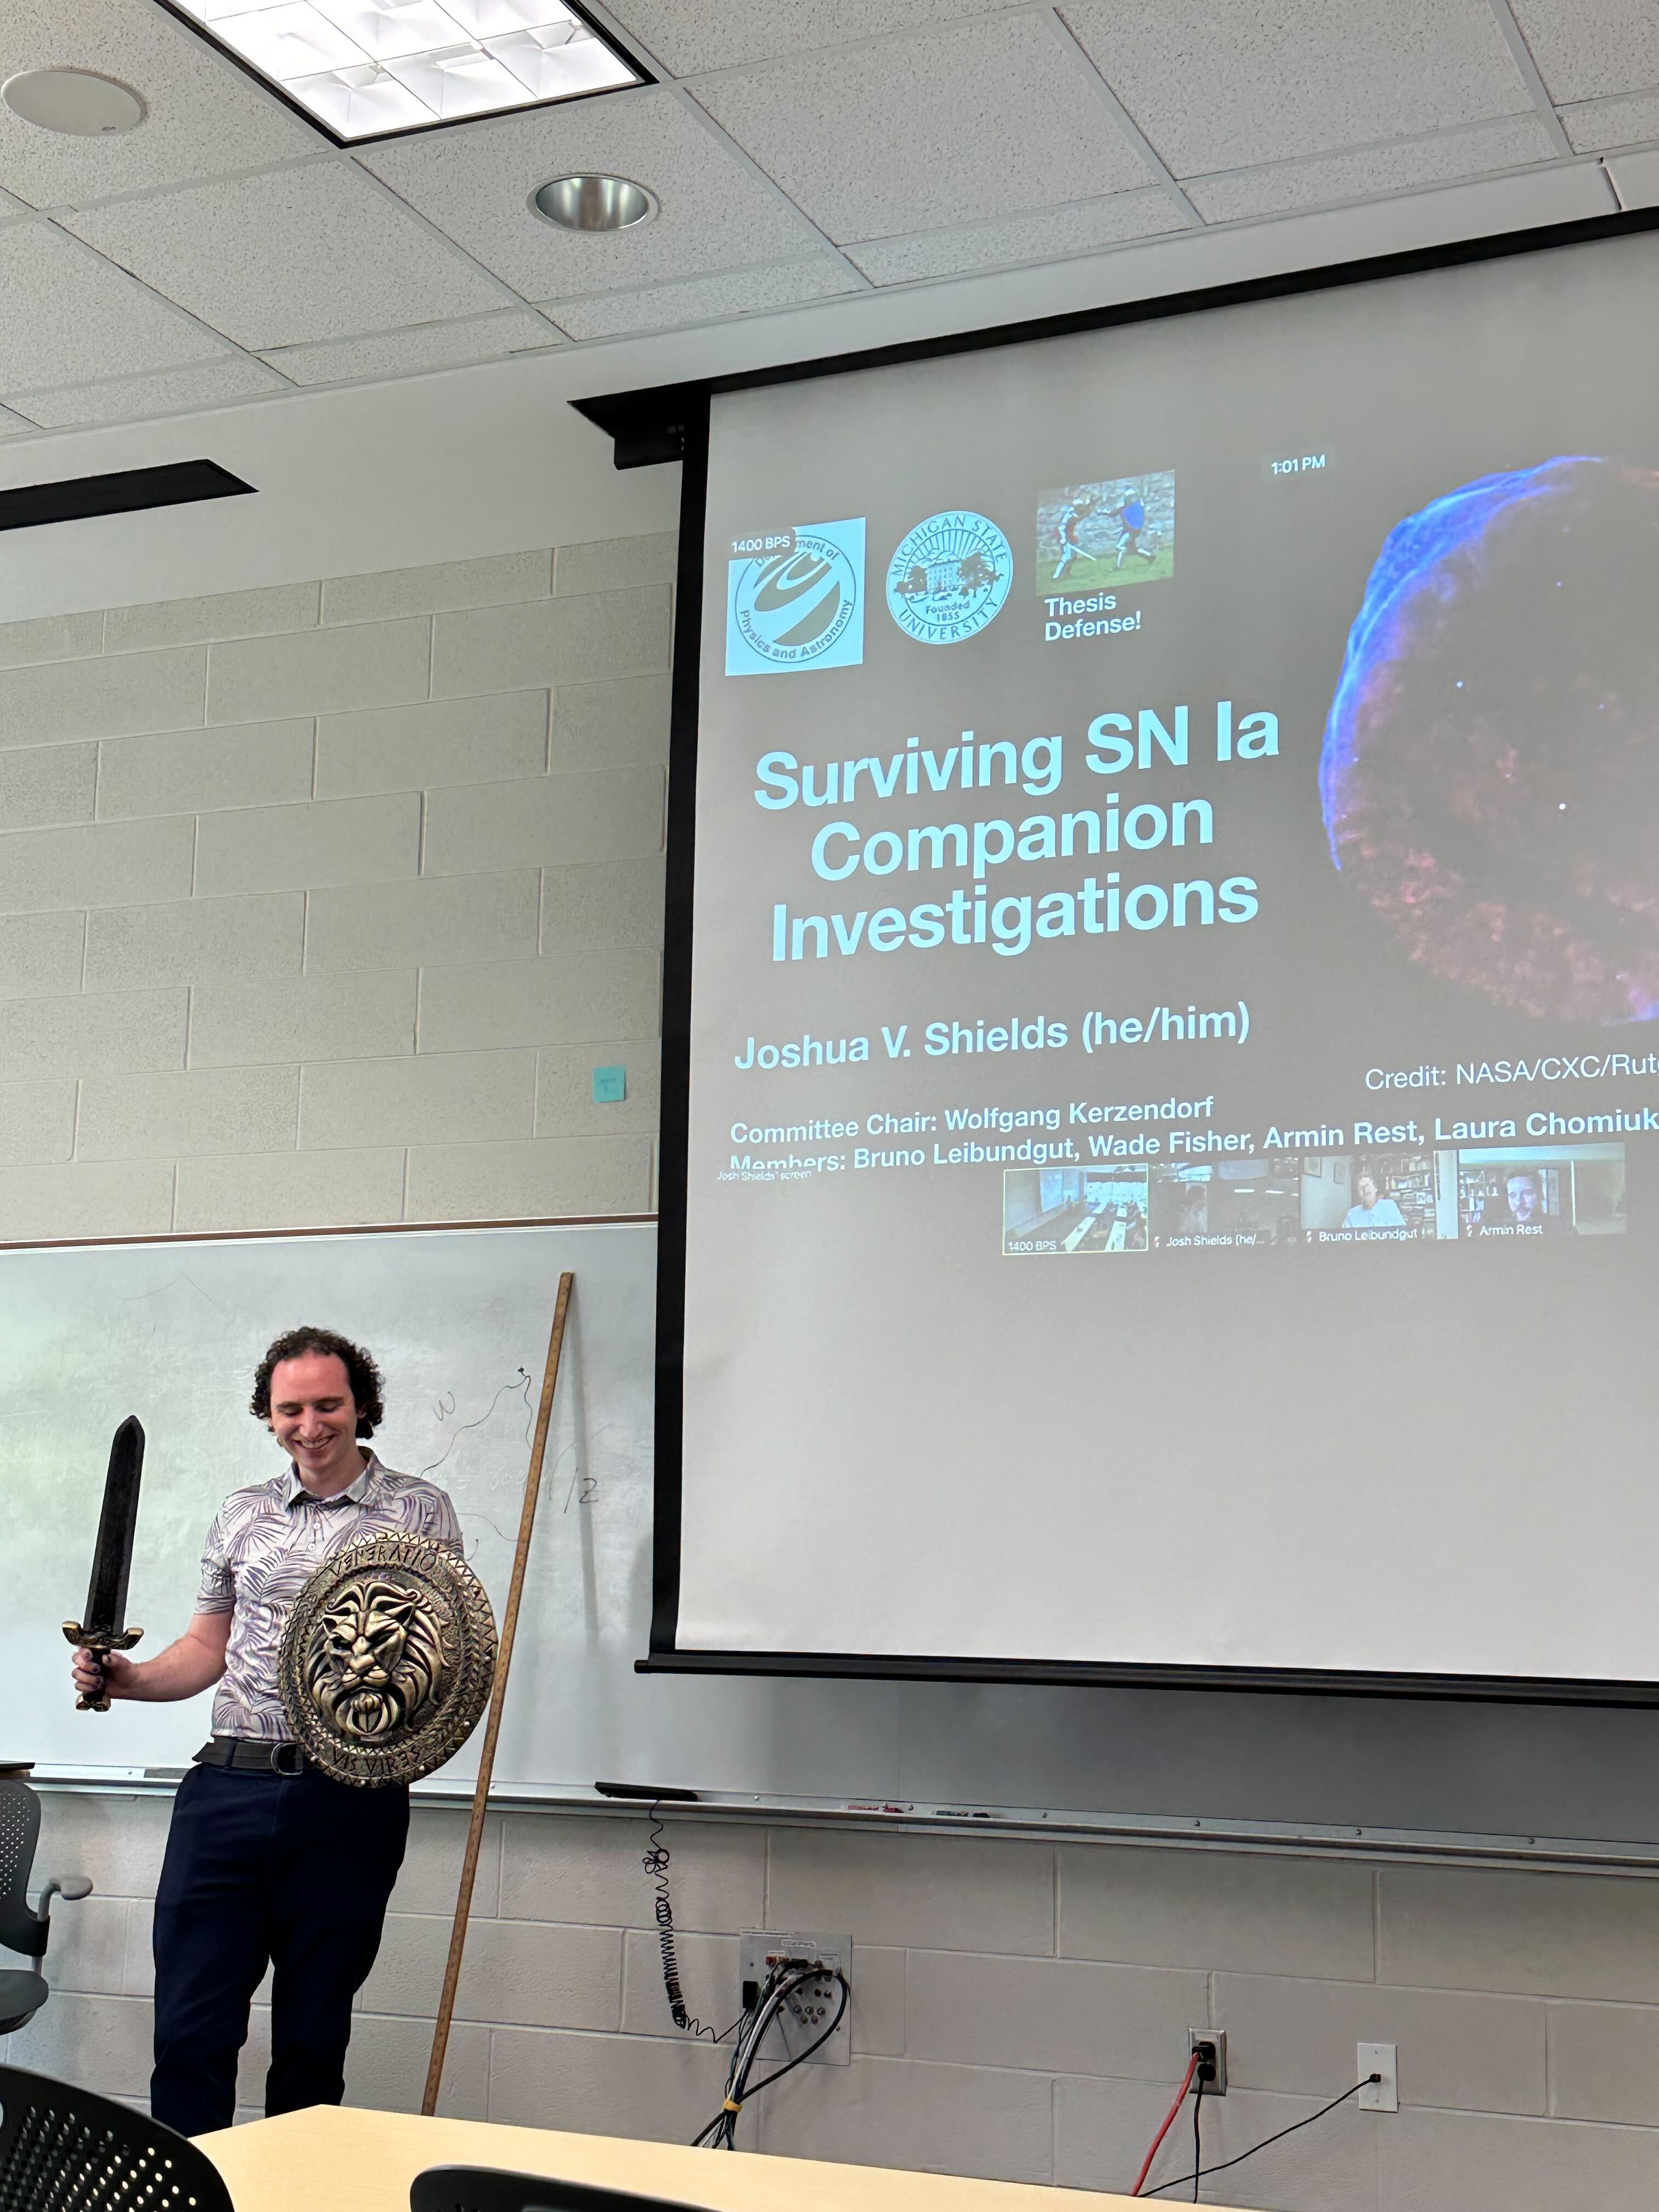 1:01 PM
1400 BPS
ment of
Physics and Astronomy
MICHIGAN STATE
UNIVERSITY
Founded
1855
Thesis
Defense!
Surviving SN Ia
Companion
Investigations
Joshua V. Shields (he/him)
Credit: NASA/CXC/Rutg
Committee Chair: Wolfgang Kerzendorf
Members: Bruno Leibundgut, Wade Fisher, Armin Rest, Laura Chomiuk
Josh Shields' screen
1400 BPS
Josh Shields (he/...
Bruno Leibundgut
Armin Rest
W
VENERATIO
VIS VIRES